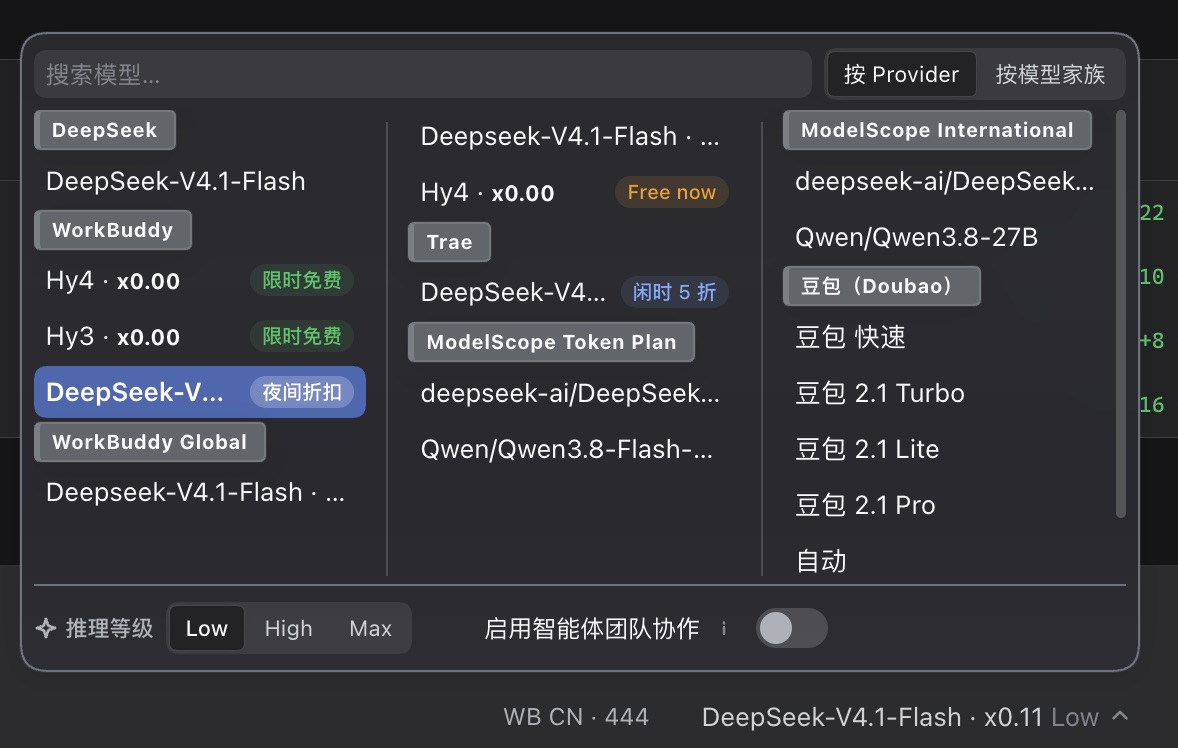 搜索模型...
按 Provider
按模型家族
DeepSeek
DeepSeek-V4.1-Flash
WorkBuddy
Hy4 · x0.00 限时免费
Hy3 · x0.00 限时免费
DeepSeek-V... 夜间折扣
WorkBuddy Global
Deepseek-V4.1-Flash · ...
Deepseek-V4.1-Flash · ...
Hy4 · x0.00 Free now
Trae
DeepSeek-V4... 闲时 5 折
ModelScope Token Plan
deepseek-ai/DeepSeek...
Qwen/Qwen3.8-Flash-...
ModelScope International
deepseek-ai/DeepSeek...
Qwen/Qwen3.8-27B
豆包（Doubao）
豆包 快速
豆包 2.1 Turbo
豆包 2.1 Lite
豆包 2.1 Pro
自动
22
10
+8
16
推理等级 Low High Max
启用智能体团队协作 i
WB CN · 444
DeepSeek-V4.1-Flash · x0.11 Low